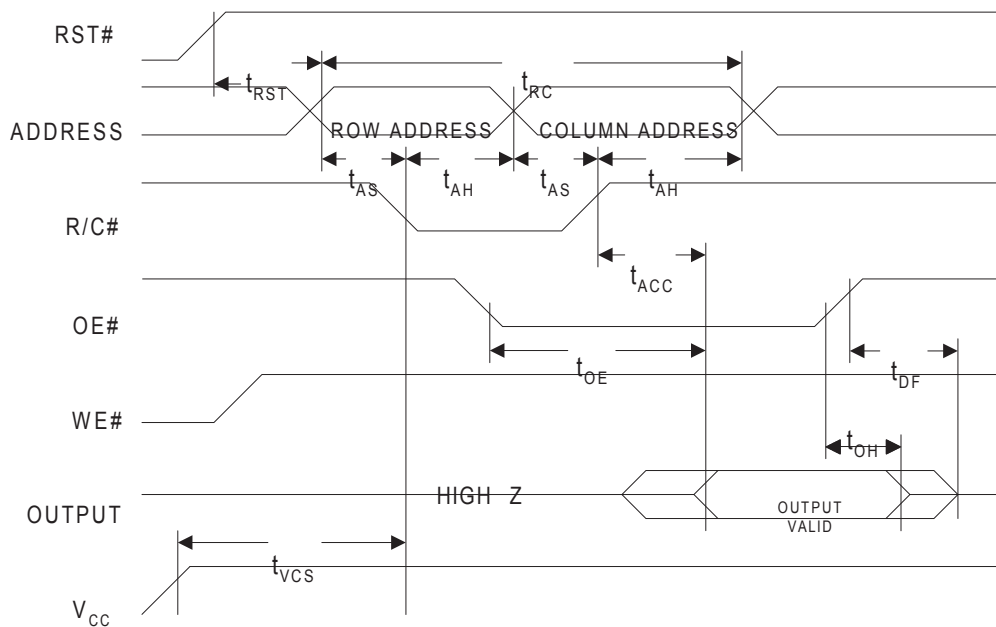 RST#
tRST
tRC
ADDRESS
ROW ADDRESS
COLUMN ADDRESS
tAS
tAH
tAS
tAH
R/C#
tACC
OE#
tOE
tDF
WE#
tOH
HIGH Z
OUTPUT
OUTPUT
VALID
tVCS
VCC